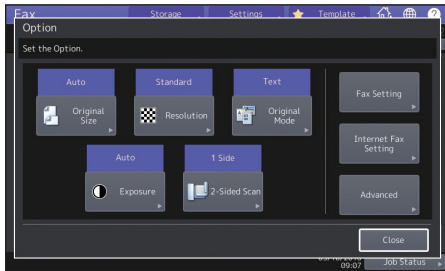 Fax Storage Settings Template ?
Option
Set the Option.
Auto Standard Text
Original
Size
Resolution
Original
Mode
Fax Setting
Internet Fax
Setting
Auto 1 Side
Exposure 2-Sided Scan
Advanced
Close
09:07 Job Status